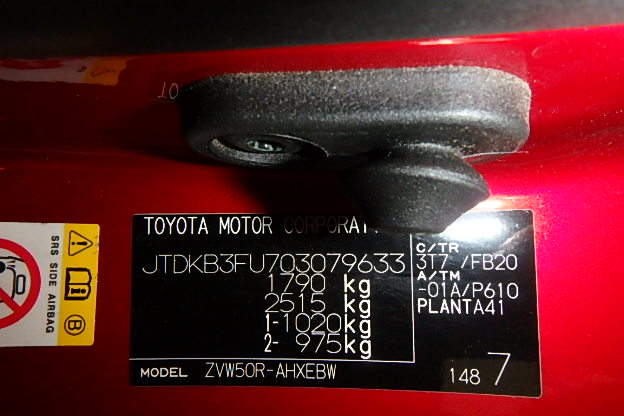 TO
TOYOTA MOTOR CORPORAT
JTDKB3FU703079633
1790 kg
2515 kg
1-1020kg
2- 975kg
C/TR
3T7 /FB20
A/TM
-01A/P610
PLANTA41
MODEL ZVW50R-AHXEBW
148 7
SRS SIDE AIRBAG
B